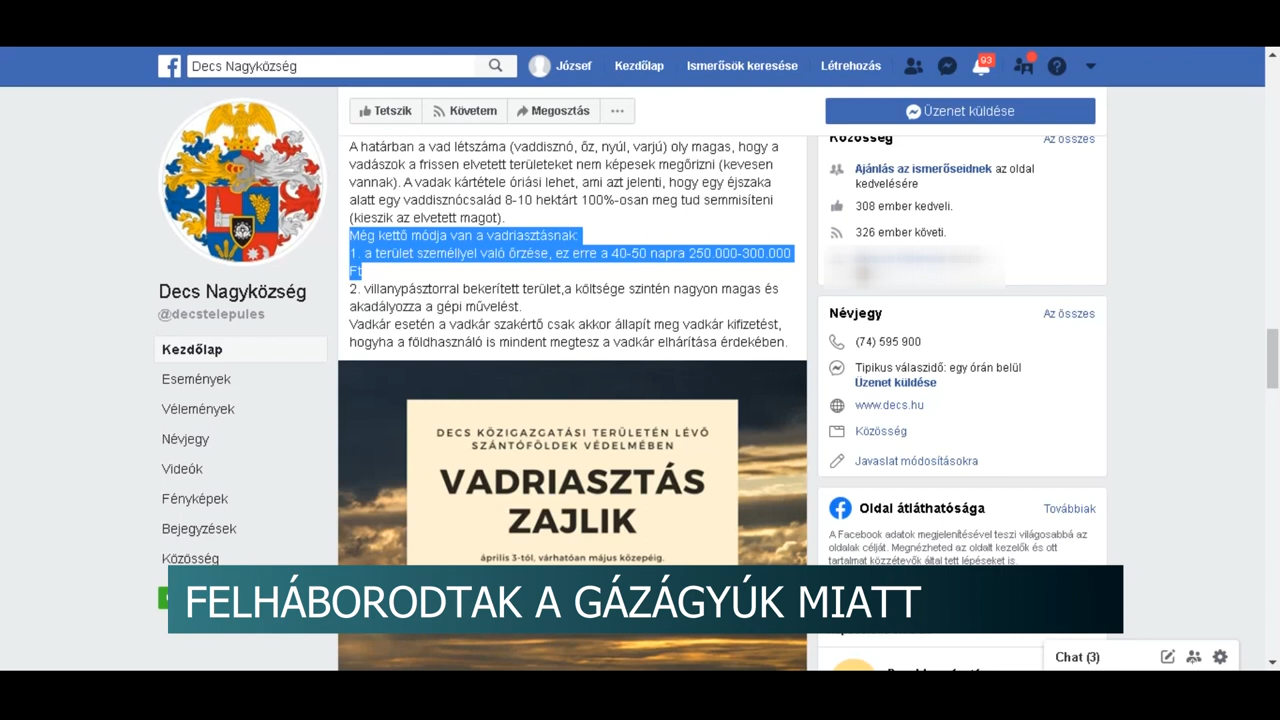 Decs Nagyközség
József
Kezdőlap
Ismerősök keresése
Létrehozás
93
Tetszik
Követem
Megosztás
Üzenet küldése
Decs Nagyközség
@decstelepules
Kezdőlap
Események
Vélemények
Névjegy
Videók
Fényképek
Bejegyzések
Közösség
A határban a vad létszáma (vaddisznó, őz, nyúl, varjú) oly magas, hogy a
vadászok a frissen elvetett területeket nem képesek megőrizni (kevesen
vannak). A vadak kártétele óriási lehet, ami azt jelenti, hogy egy éjszaka
alatt egy vaddisznócsalád 8-10 hektárt 100%-osan meg tud semmisíteni
(kieszik az elvetett magot).
Még kettő módja van a vadriasztásnak:
1. a terület személlyel való őrzése, ez erre a 40-50 napra 250.000-300.000
Ft
2. villanypásztorral bekerített terület,a költsége szintén nagyon magas és
akadályozza a gépi művelést.
Vadkár esetén a vadkár szakértő csak akkor állapít meg vadkár kifizetést,
hogyha a földhasználó is mindent megtesz a vadkár elhárítása érdekében.
DECS KÖZIGAZGATÁSI TERÜLETÉN LÉVŐ
SZÁNTÓFÖLDEK VÉDELMÉBEN
VADRIASZTÁS
ZAJLIK
április 3-tól, várhatóan május közepéig.
Közösség
Az összes
Ajánlás az ismerőseidnek az oldal
kedvelésére
308 ember kedveli.
326 ember követi.
Névjegy
Az összes
(74) 595 900
Tipikus válaszidő: egy órán belül
Üzenet küldése
www.decs.hu
Közösség
Javaslat módosításokra
Oldal átláthatósága
Továbbiak
A Facebook adatok megjelenítésével teszi világosabbá az
oldalak célját. Megnézheted az oldalt kezelők és ott
tartalmat közzétevők által tett lépéseket is.
FELHÁBORODTAK A GÁZÁGYÚK MIATT
Chat (3)